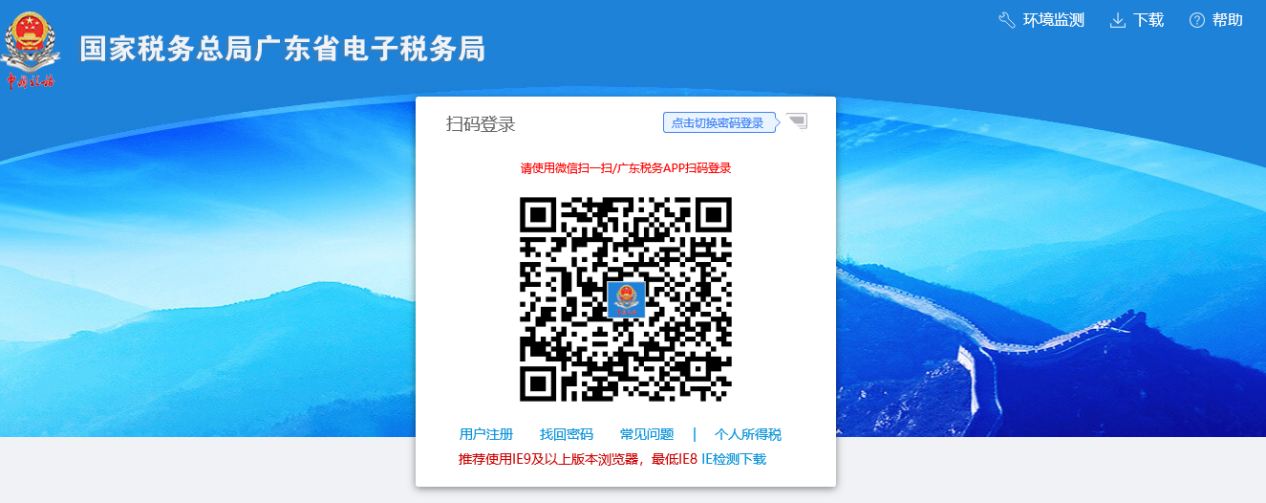 环境监测 下载 帮助
国家税务总局广东省电子税务局
中国税务
扫码登录 点击切换密码登录
请使用微信扫一扫/广东税务APP扫码登录
用户注册 找回密码 常见问题 | 个人所得税
推荐使用IE9及以上版本浏览器，最低IE8 IE检测下载